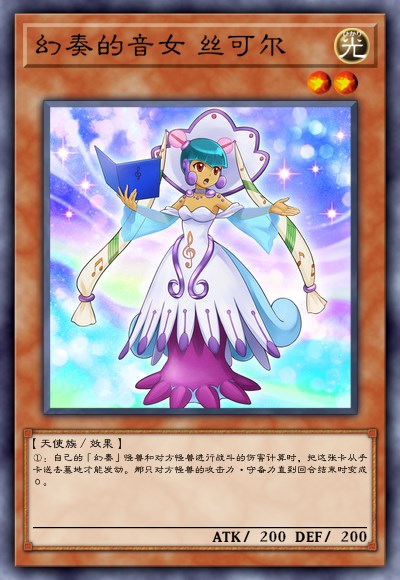 幻奏的音女 丝可尔
光
【天使族／效果】
①：自己的「幻奏」怪兽和对方怪兽进行战斗的伤害计算时，把这张卡从手
卡送去墓地才能发动。那只对方怪兽的攻击力·守备力直到回合结束时变成
0。
ATK/ 200 DEF/ 200